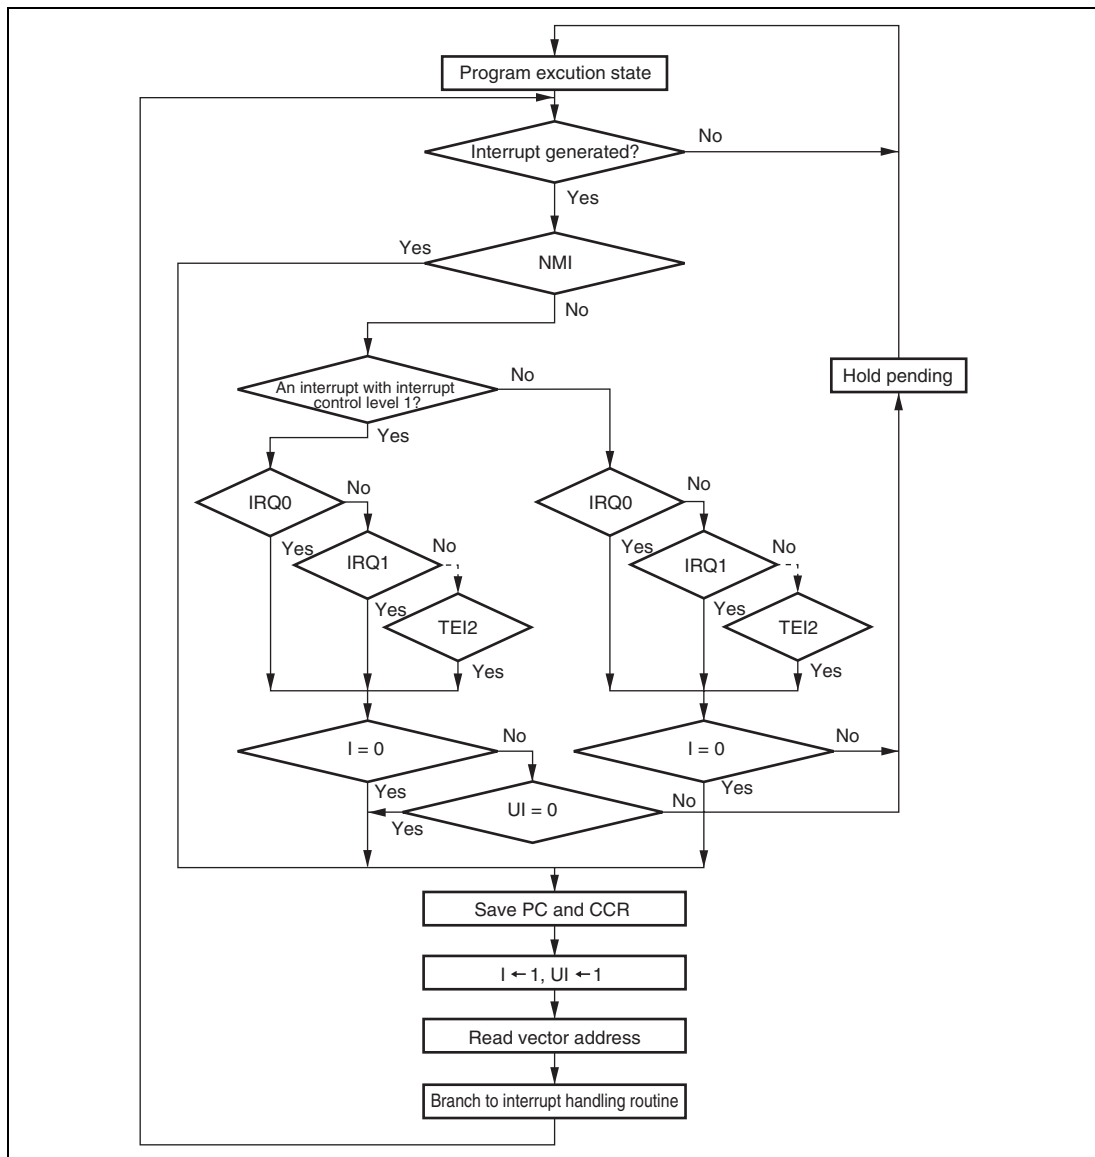 Program excution state
Interrupt generated?
No
Yes
Yes
NMI
No
An interrupt with interrupt
control level 1?
No
Hold pending
Yes
IRQ0
No
IRQ0
No
Yes
IRQ1
No
Yes
IRQ1
No
Yes
TEI2
Yes
TEI2
Yes
Yes
I = 0
No
I = 0
No
Yes
Yes
UI = 0
No
Yes
Save PC and CCR
I ← 1, UI ← 1
Read vector address
Branch to interrupt handling routine